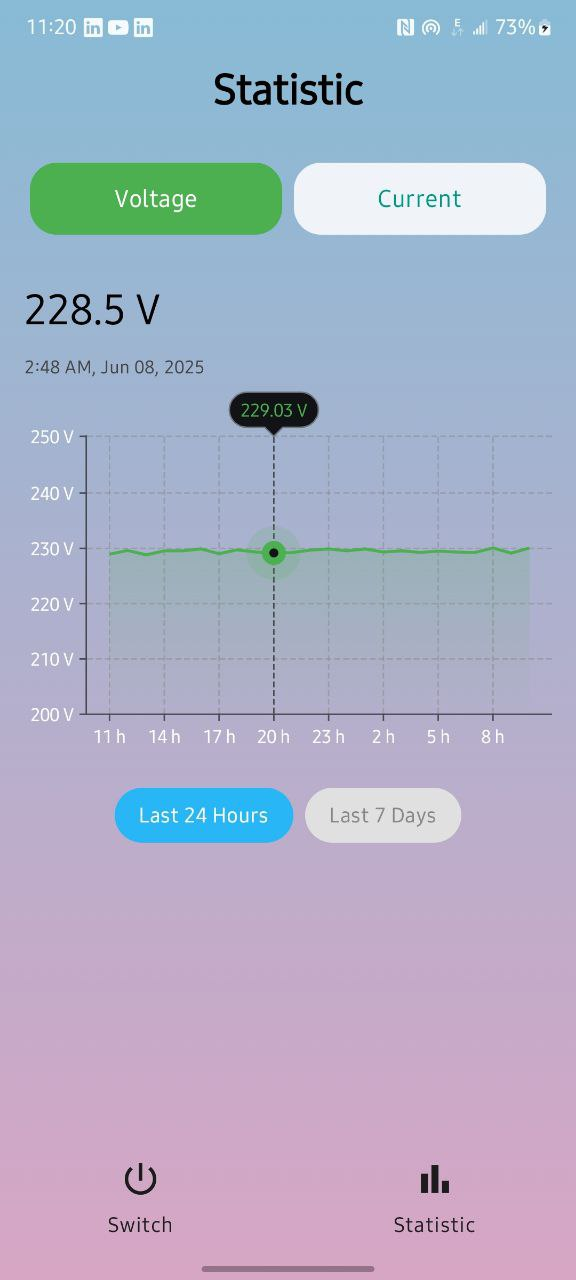 11:20 in in N E 73%
Statistic
Voltage Current
228.5 V
2:48 AM, Jun 08, 2025
229.03 V
250 V
240 V
230 V
220 V
210 V
200 V
11 h 14 h 17 h 20 h 23 h 2 h 5 h 8 h
Last 24 Hours Last 7 Days
Switch Statistic